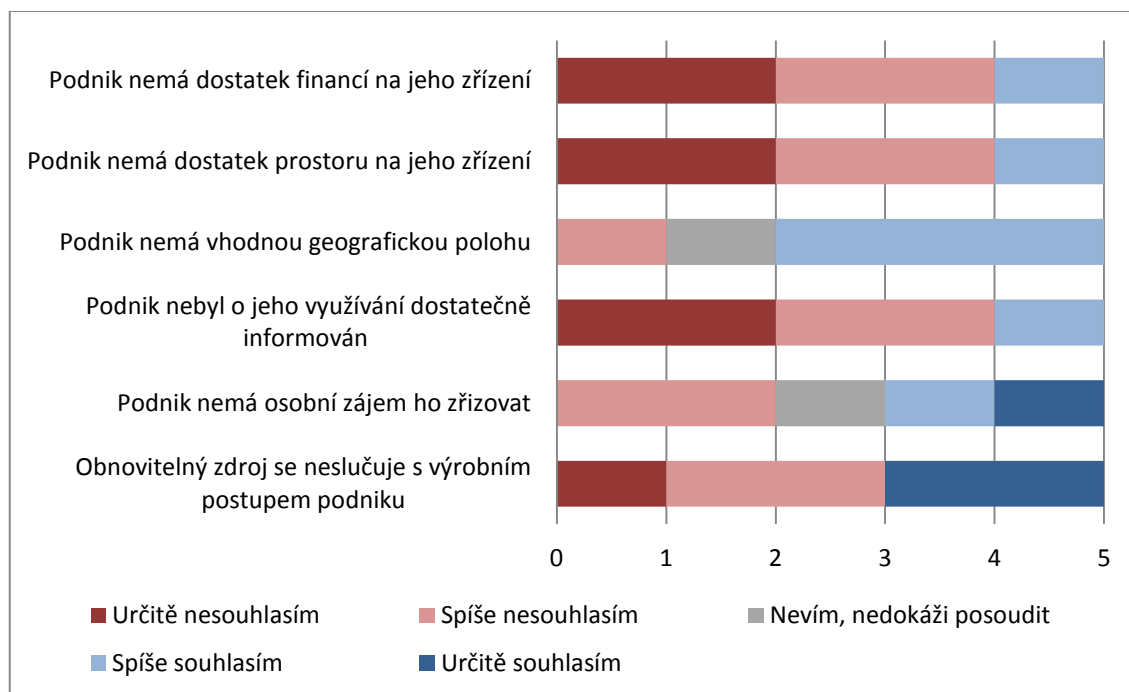 Podnik nemá dostatek financí na jeho zřízení
Podnik nemá dostatek prostoru na jeho zřízení
Podnik nemá vhodnou geografickou polohu
Podnik nebyl o jeho využívání dostatečně
informován
Podnik nemá osobní zájem ho zřizovat
Obnovitelný zdroj se neslučuje s výrobním
postupem podniku
0 1 2 3 4 5
Určitě nesouhlasím Spíše nesouhlasím Nevím, nedokáži posoudit
Spíše souhlasím Určitě souhlasím